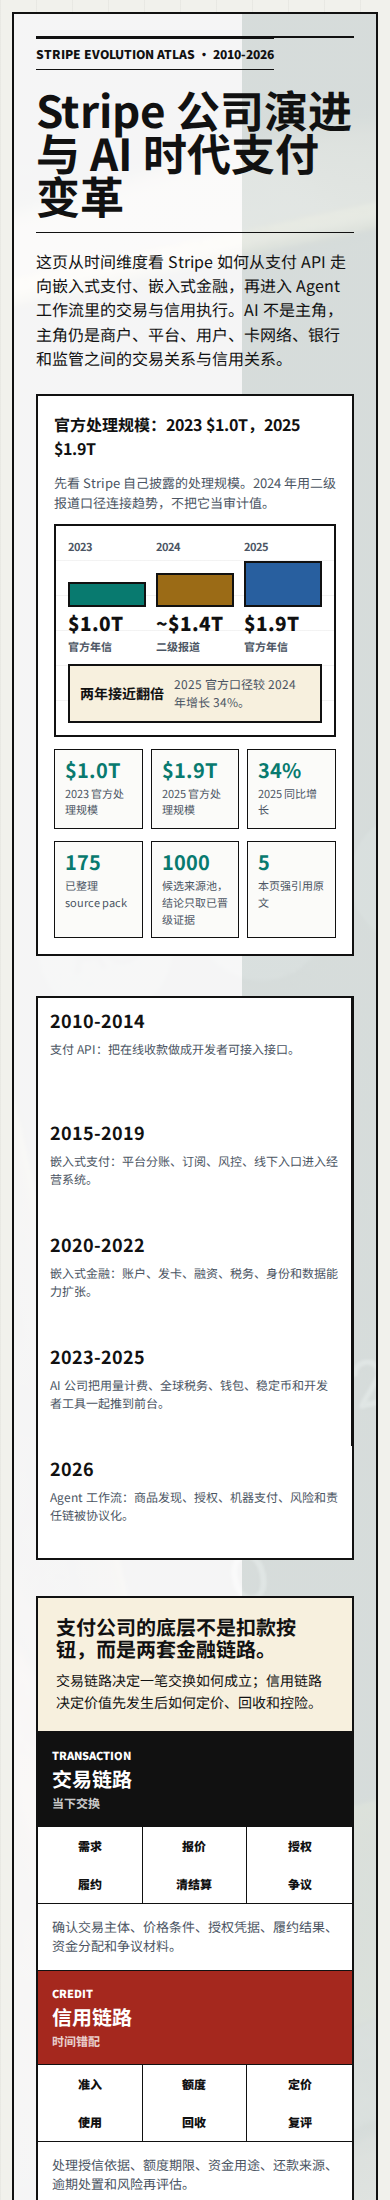 STRIPE EVOLUTION ATLAS • 2010-2026
Stripe 公司演进
与 AI 时代支付
变革
这页从时间维度看 Stripe 如何从支付 API 走
向嵌入式支付、嵌入式金融，再进入 Agent
工作流里的交易与信用执行。AI 不是主角，
主角仍是商户、平台、用户、卡网络、银行
和监管之间的交易关系与信用关系。
官方处理规模：2023 $1.0T，2025
$1.9T
先看 Stripe 自己披露的处理规模。2024 年用二级
报道口径连接趋势，不把它当审计值。
2023 2024 2025
$1.0T ~$1.4T $1.9T
官方年信 二级报道 官方年信
两年接近翻倍
2025 官方口径较 2024
年增长 34%。
$1.0T
2023 官方处
理规模
$1.9T
2025 官方处
理规模
34%
2025 同比增
长
175
已整理
source pack
1000
候选来源池，
结论只取已晋
级证据
5
本页强引用原
文
2010-2014
支付 API：把在线收款做成开发者可接入接口。
2015-2019
嵌入式支付：平台分账、订阅、风控、线下入口进入经
营系统。
2020-2022
嵌入式金融：账户、发卡、融资、税务、身份和数据能
力扩张。
2023-2025
AI 公司把用量计费、全球税务、钱包、稳定币和开发
者工具一起推到前台。
2026
Agent 工作流：商品发现、授权、机器支付、风险和责
任链被协议化。
支付公司的底层不是扣款按
钮，而是两套金融链路。
交易链路决定一笔交换如何成立；信用链路
决定价值先发生后如何定价、回收和控险。
TRANSACTION
交易链路
当下交换
需求 报价 授权
履约 清结算 争议
确认交易主体、价格条件、授权凭据、履约结果、
资金分配和争议材料。
CREDIT
信用链路
时间错配
准入 额度 定价
使用 回收 复评
处理授信依据、额度期限、资金用途、还款来源、
逾期处置和风险再评估。